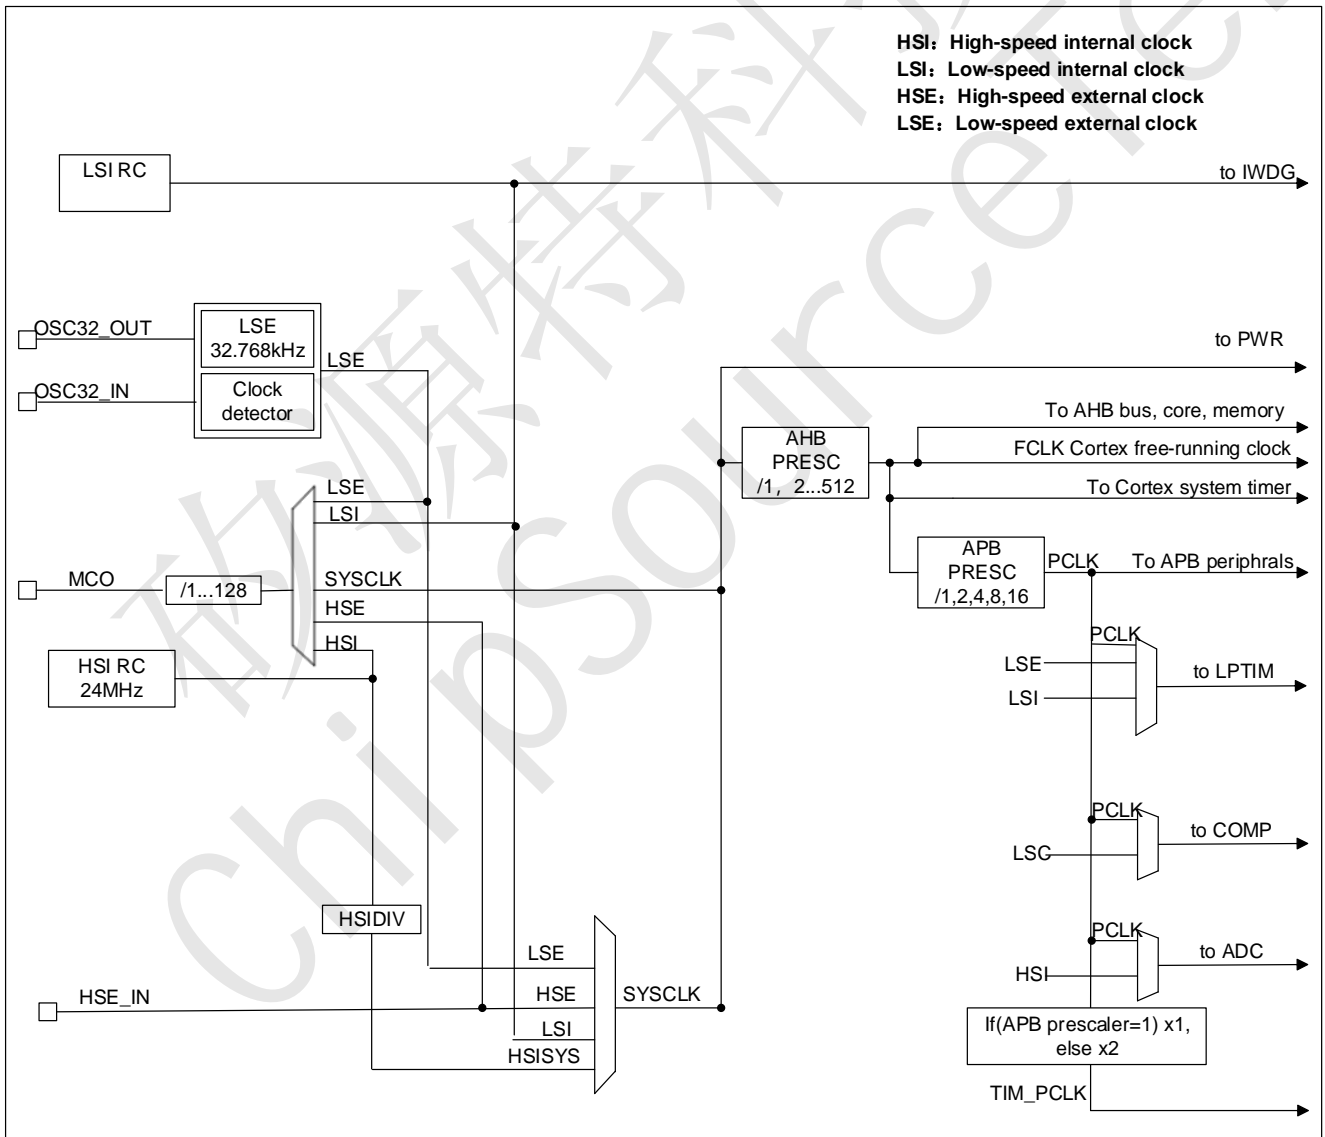 HSI：High-speed internal clock
LSI：Low-speed internal clock
HSE：High-speed external clock
LSE：Low-speed external clock
LSI RC
to IWDG
OSC32_OUT
LSE
32.768kHz
LSE
to PWR
OSC32_IN
Clock
detector
To AHB bus, core, memory
AHB
PRESC
/1，2...512
FCLK Cortex free-running clock
To Cortex system timer
LSE
LSI
MCO
/1...128
SYSCLK
HSE
HSI
APB
PRESC
/1,2,4,8,16
PCLK
To APB periphrals
HSI RC
24MHz
PCLK
LSE
LSI
to LPTIM
PCLK
LSC
to COMP
HSIDIV
PCLK
HSI
to ADC
LSE
HSE_IN
HSE
SYSCLK
LSI
HSISYS
If(APB prescaler=1) x1,
else x2
TIM_PCLK
矽源特科
ChipSourceTe